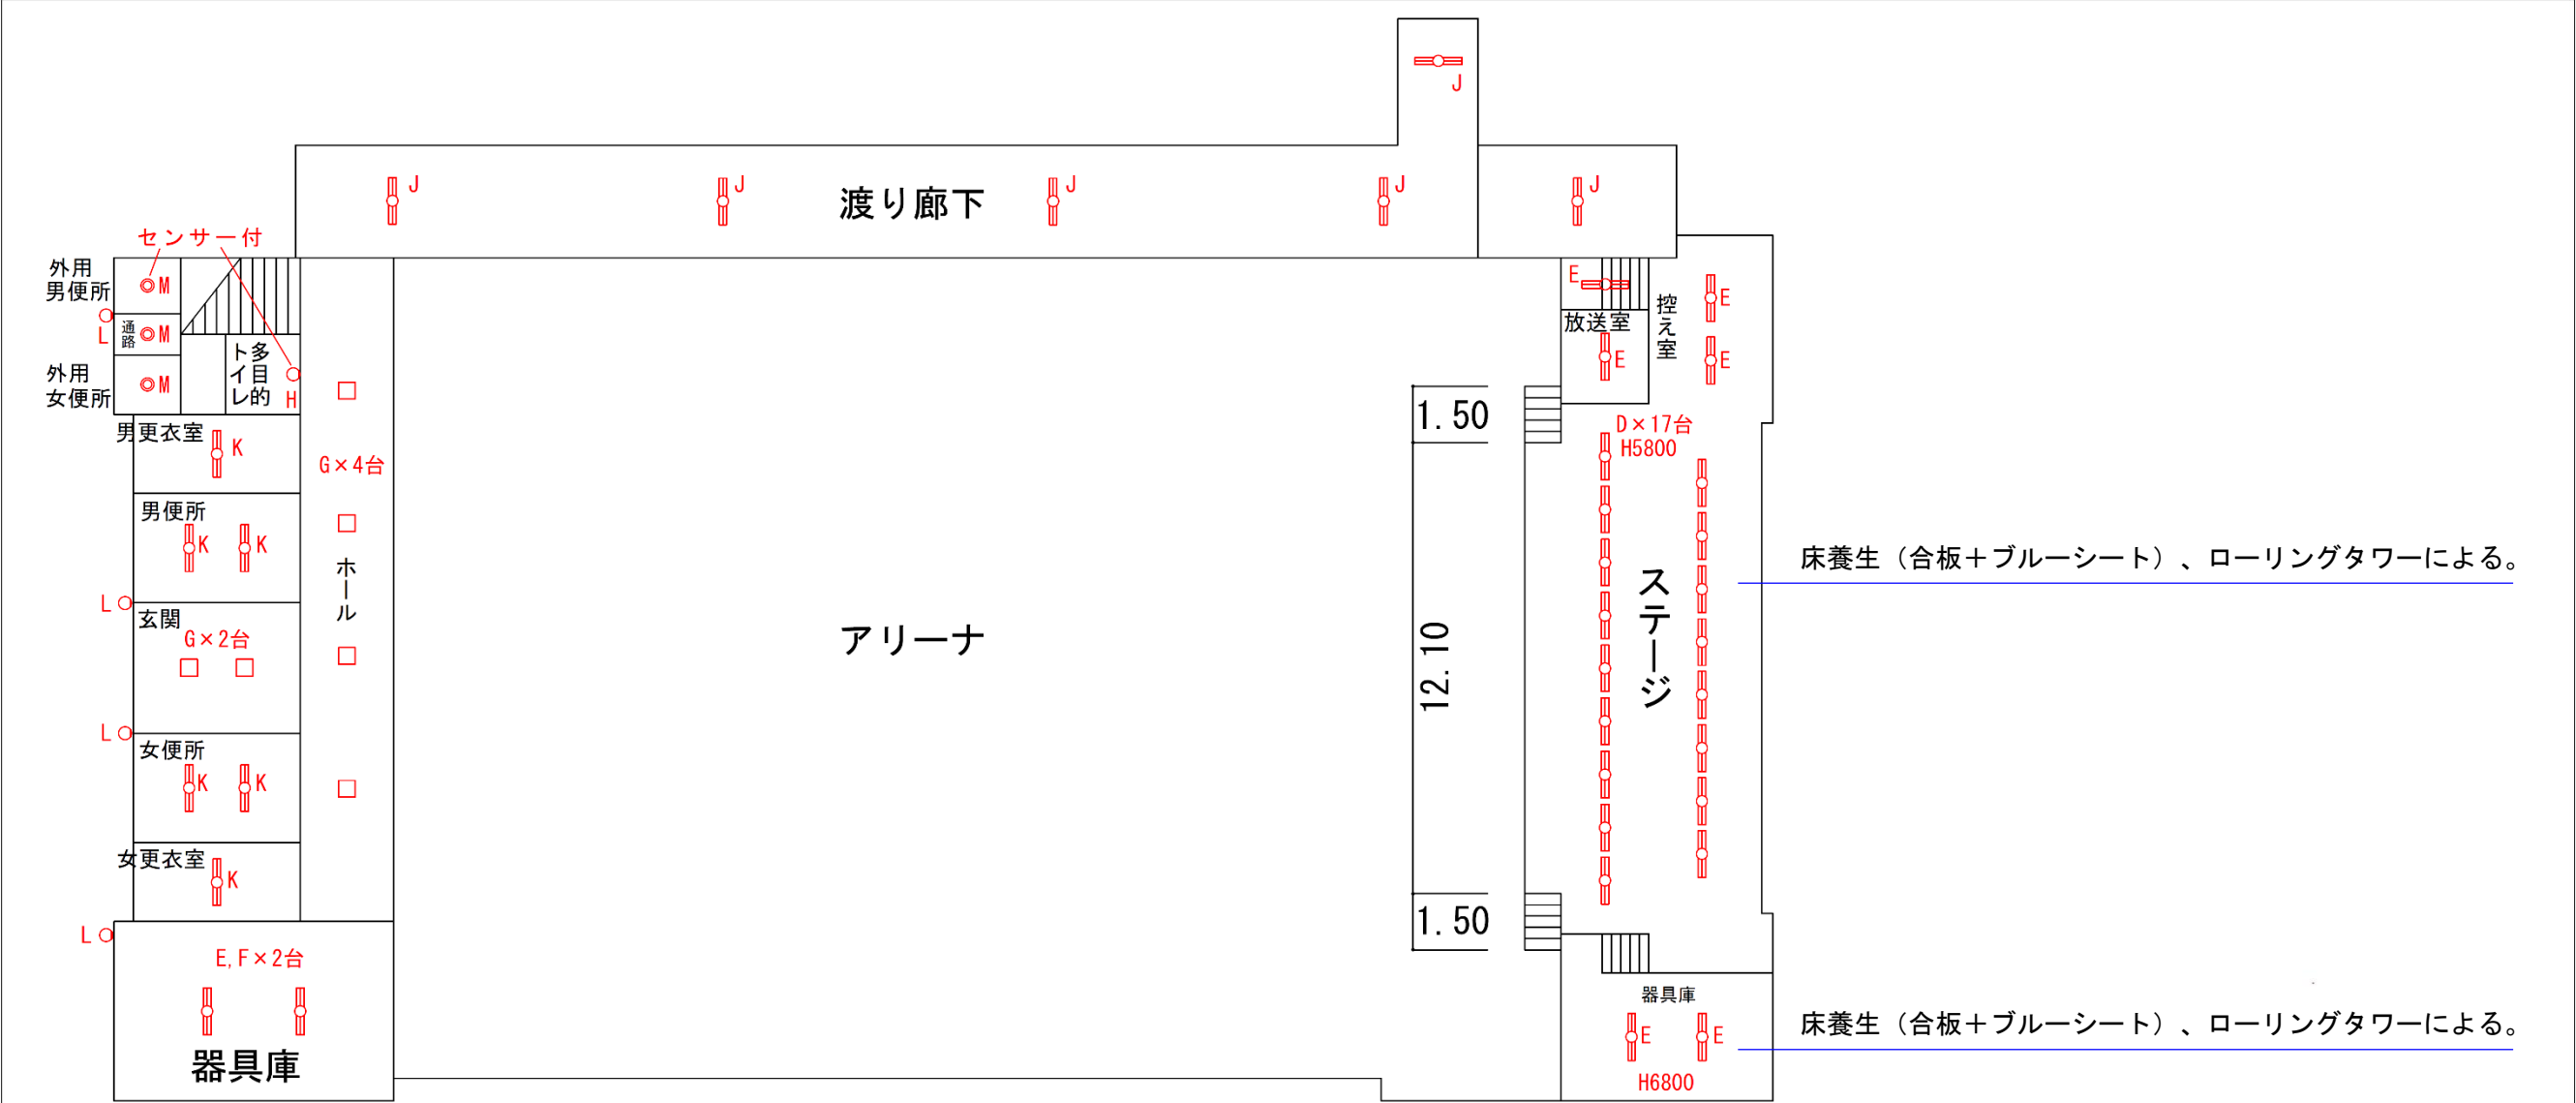 J
J
J
J
J
J
渡り廊下
センサー付
外用
男便所
M
L
通路
M
外用
女便所
M
多目的
トイレ
H
E
放送室
E
控え室
E
E
1.50
D×17台
H5800
男更衣室
K
G×4台
男便所
K
K
ホール
L
玄関
G×2台
アリーナ
12.10
ステージ
床養生（合板＋ブルーシート）、ローリングタワーによる。
L
女便所
K
K
女更衣室
K
L
1.50
E,F×2台
器具庫
器具庫
E
E
H6800
床養生（合板＋ブルーシート）、ローリングタワーによる。